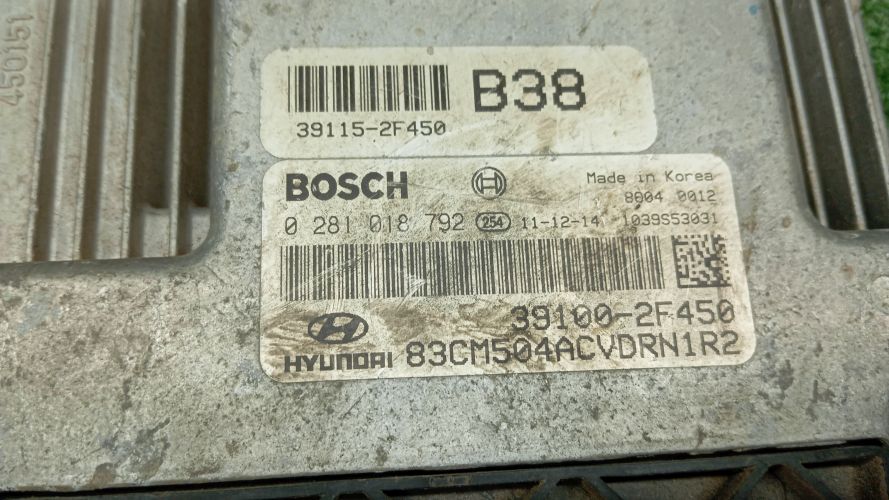 450151
B38
39115-2F450
BOSCH
Made in Korea
8804 0012
0 281 018 792 254 11-12-14 1039S53031
39100-2F450
HYUNDAI 83CM504ACVDRN1R2